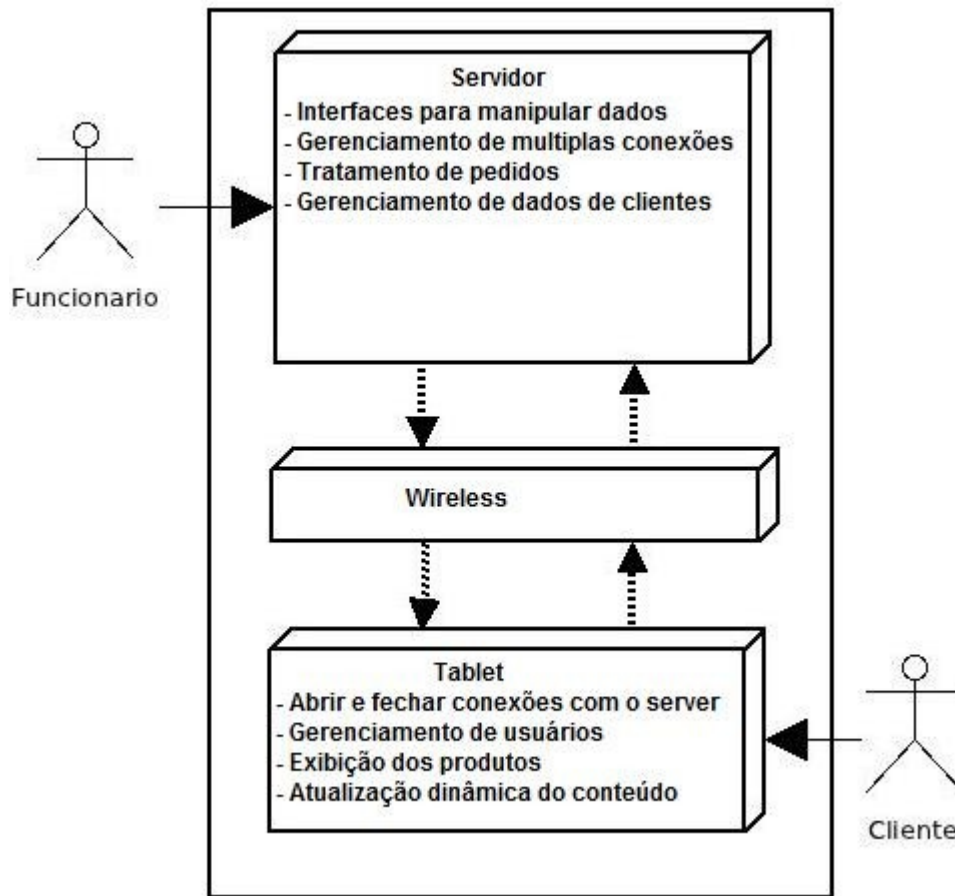 Servidor
- Interfaces para manipular dados
- Gerenciamento de multiplas conexões
- Tratamento de pedidos
- Gerenciamento de dados de clientes
Funcionario
Wireless
Tablet
- Abrir e fechar conexões com o server
- Gerenciamento de usuários
- Exibição dos produtos
- Atualização dinâmica do conteúdo
Cliente